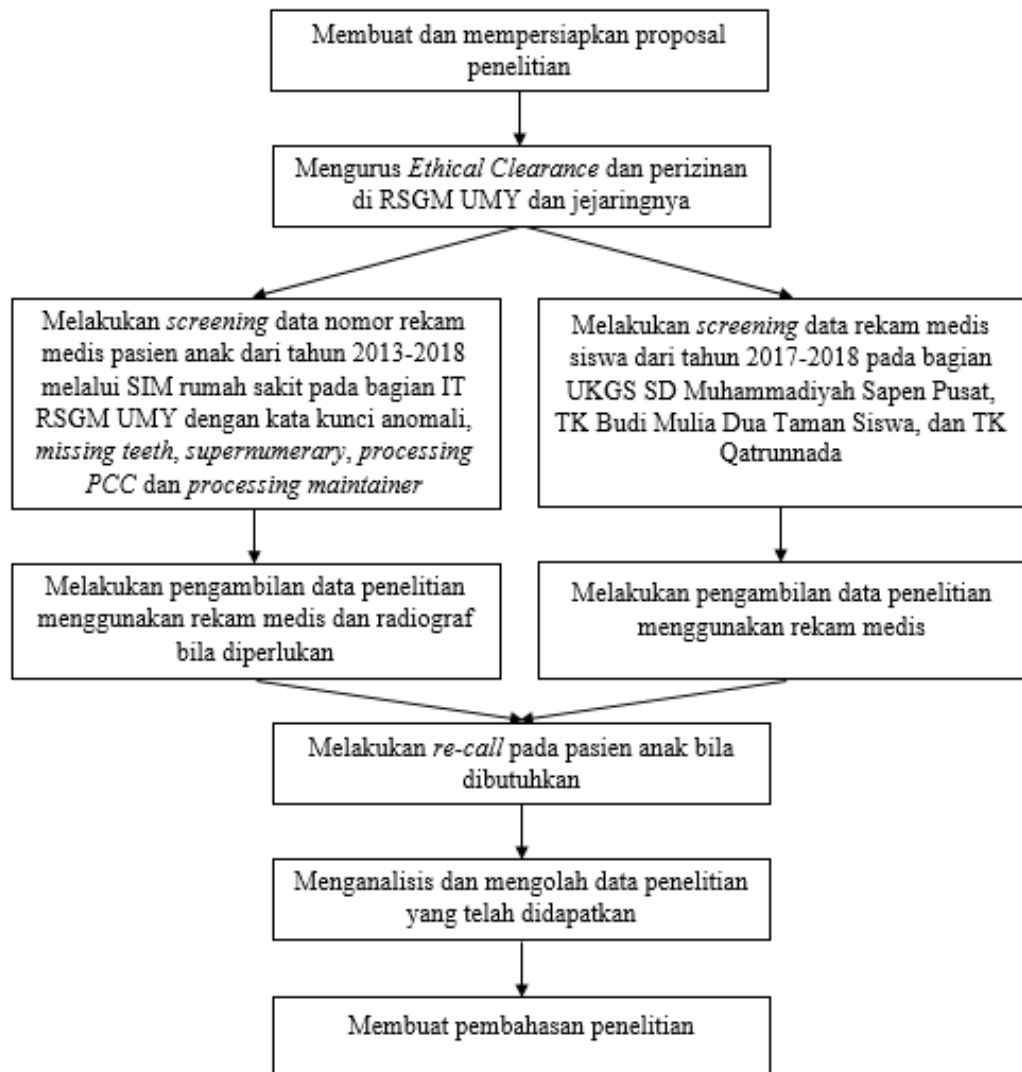 Membuat dan mempersiapkan proposal
penelitian
Mengurus Ethical Clearance dan perizinan
di RSGM UMY dan jejaringnya
Melakukan screening data nomor rekam
medis pasien anak dari tahun 2013-2018
melalui SIM rumah sakit pada bagian IT
RSGM UMY dengan kata kunci anomali,
missing teeth, supernumerary, processing
PCC dan processing maintainer
Melakukan screening data rekam medis
siswa dari tahun 2017-2018 pada bagian
UKGS SD Muhammadiyah Sapen Pusat,
TK Budi Mulia Dua Taman Siswa, dan TK
Qatrunnada
Melakukan pengambilan data penelitian
menggunakan rekam medis dan radiograf
bila diperlukan
Melakukan pengambilan data penelitian
menggunakan rekam medis
Melakukan re-call pada pasien anak bila
dibutuhkan
Menganalisis dan mengolah data penelitian
yang telah didapatkan
Membuat pembahasan penelitian